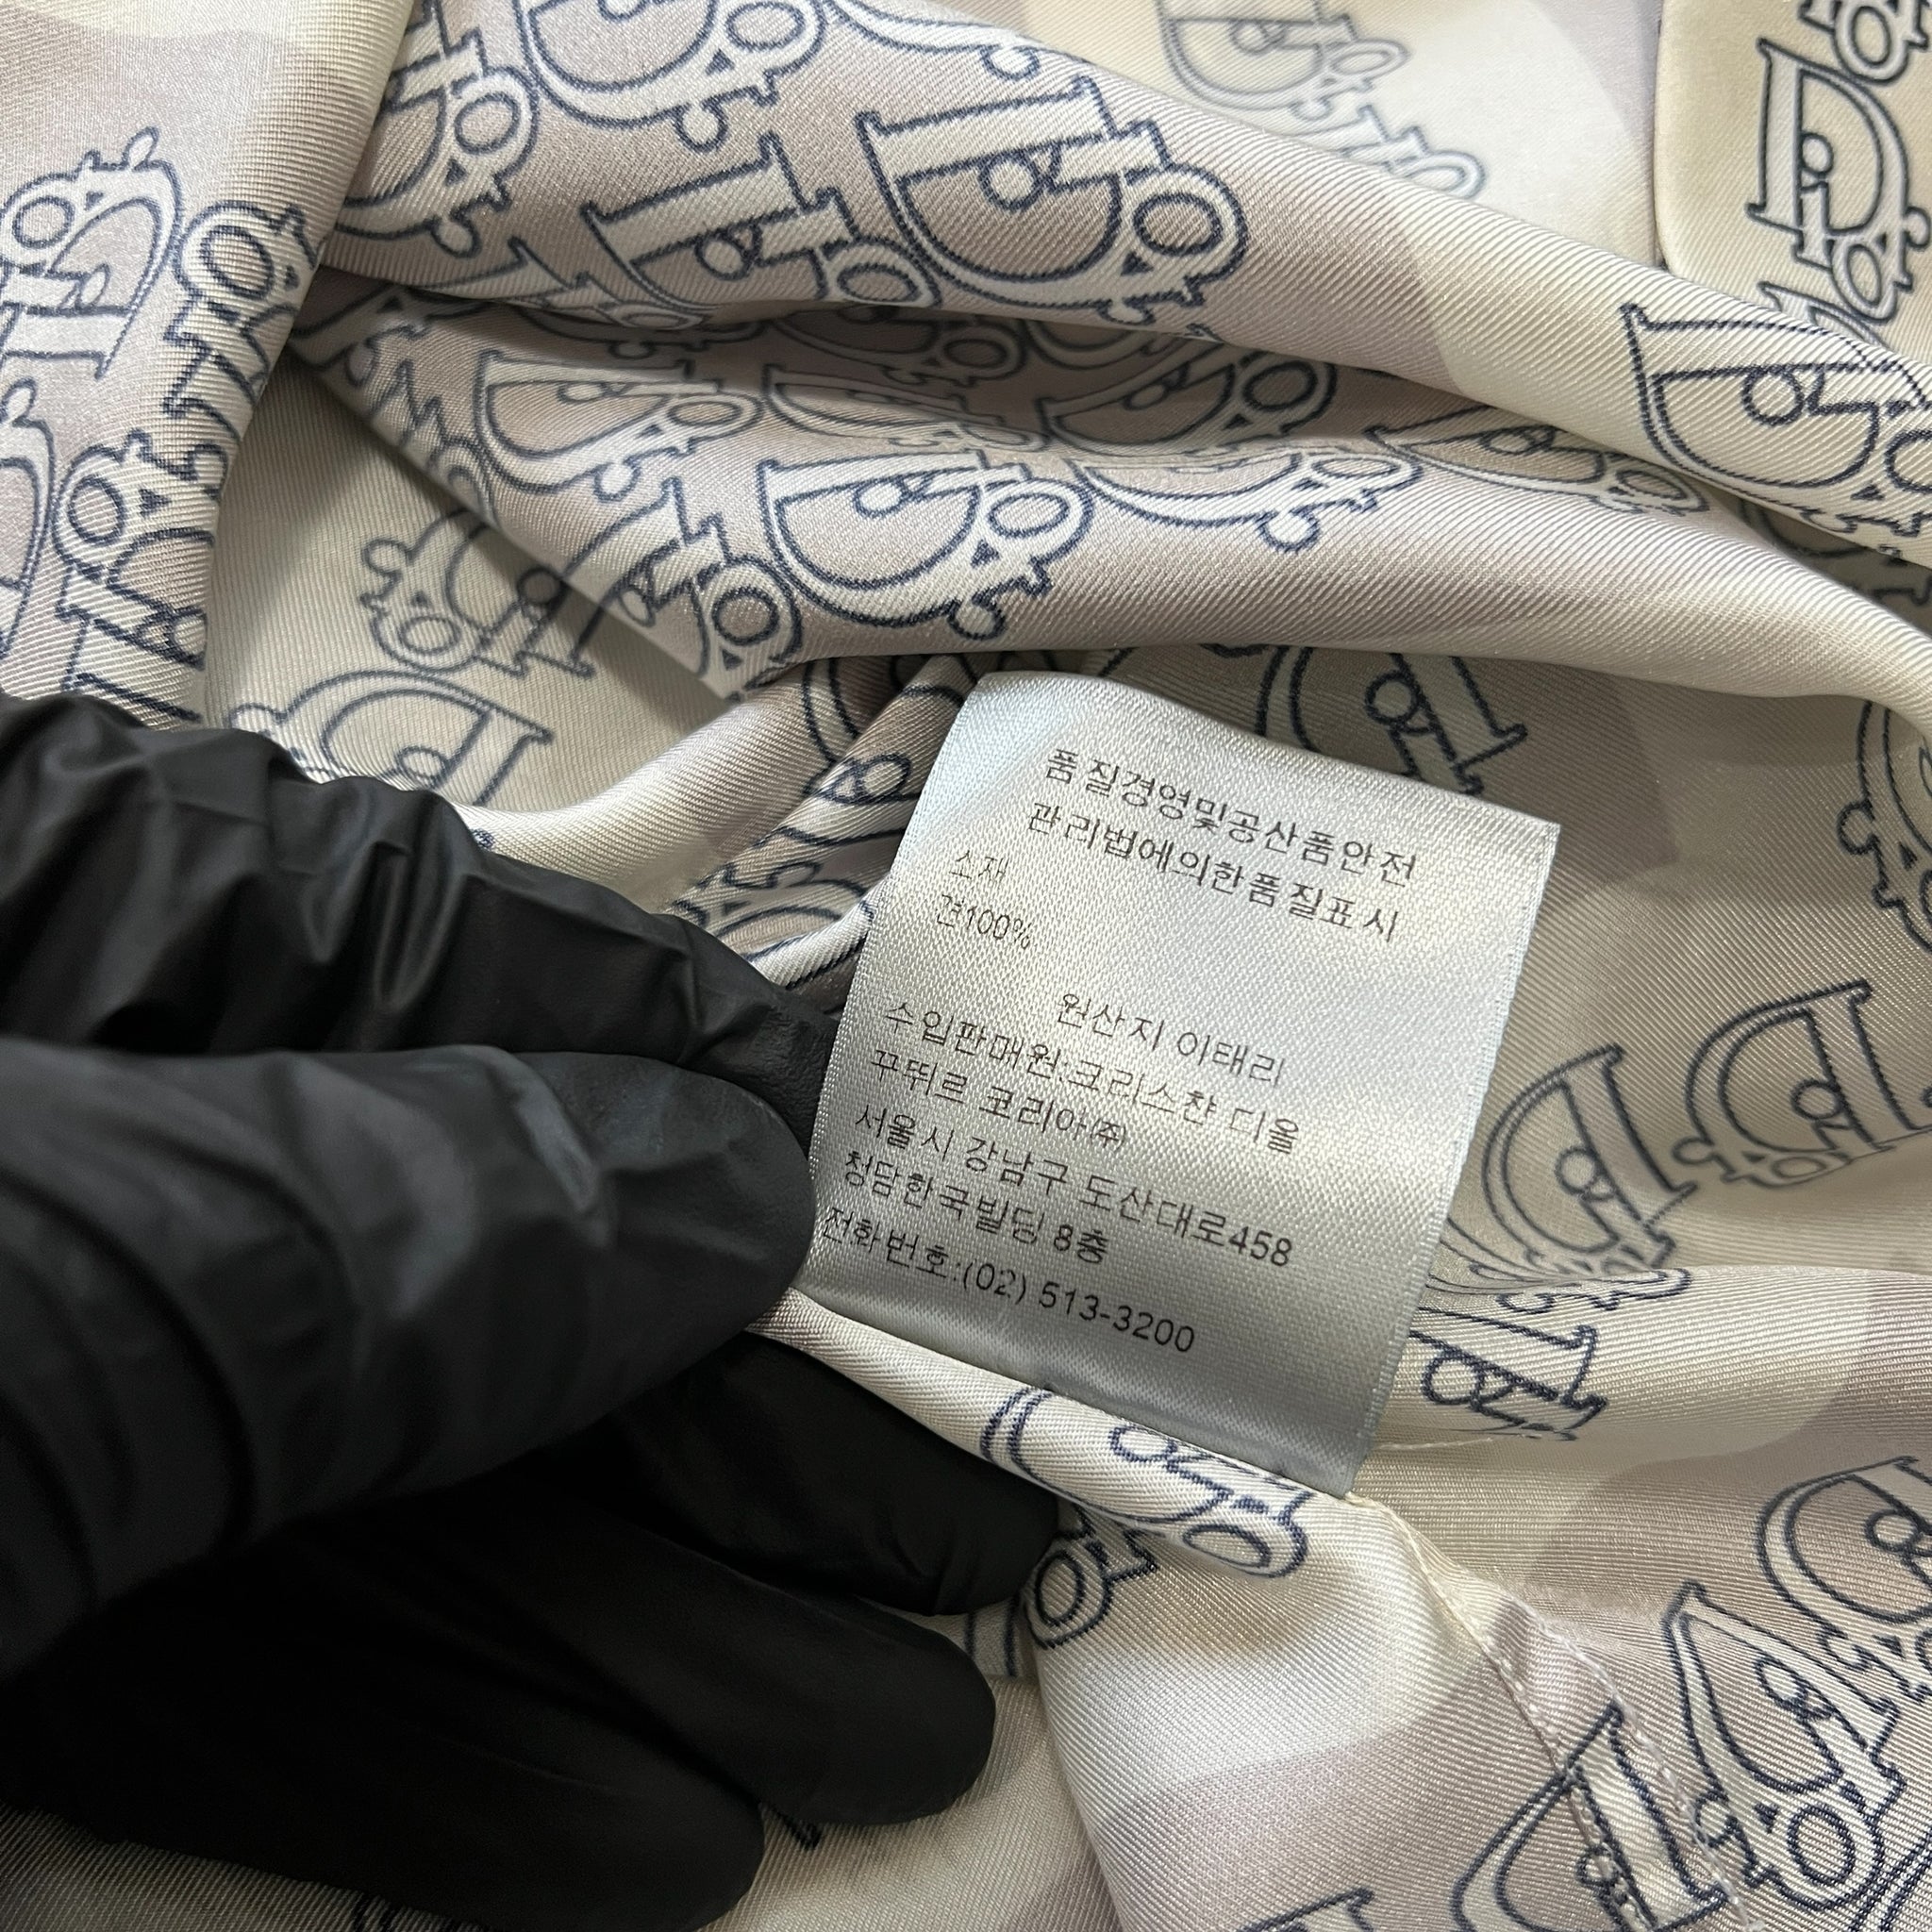 품질경영및공산품안전
관리법에의한품질표시
소재
견100%
원산지 이태리
수입판매원:크리스챤 디올
꾸뛰르 코리아(주)
서울시 강남구 도산대로458
청담한국빌딩 8층
전화번호:(02) 513-3200
Dior